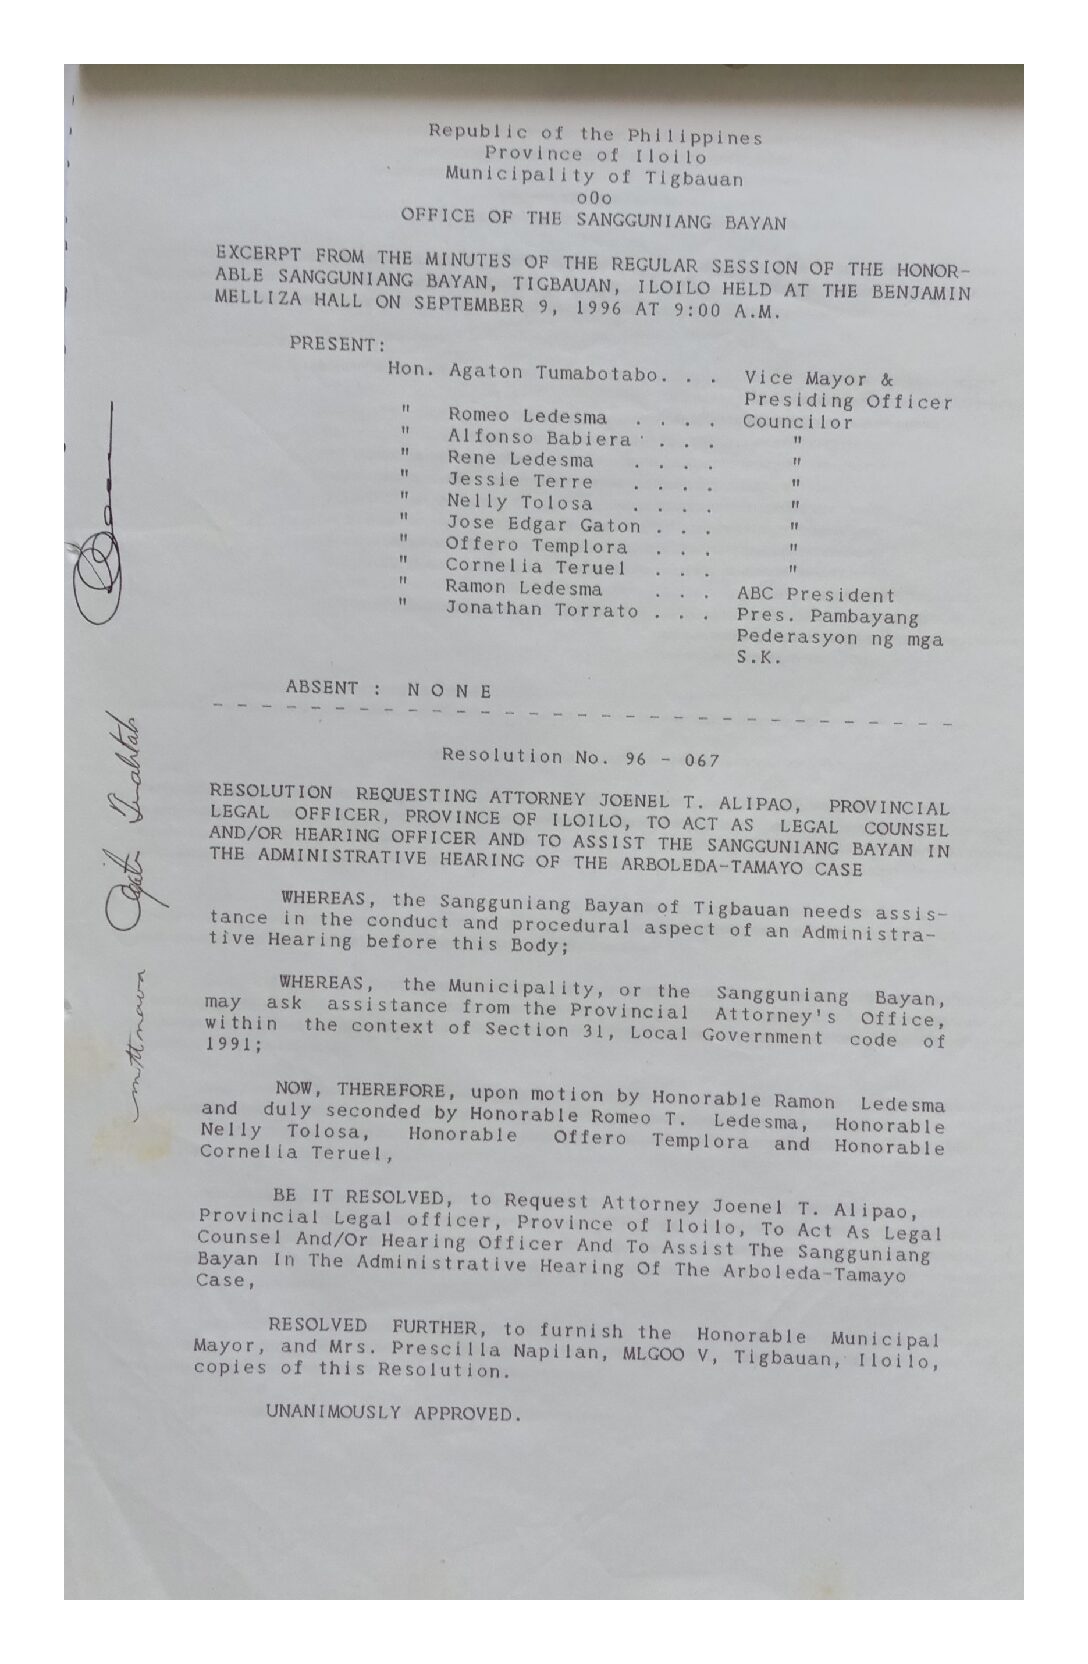 Republic of the Philippines
Province of Iloilo
Municipality of Tigbauan
oOo
OFFICE OF THE SANGGUNIANG BAYAN
EXCERPT FROM THE MINUTES OF THE REGULAR SESSION OF THE HONOR-
ABLE SANGGUNIANG BAYAN, TIGBAUAN, ILOILO HELD AT THE BENJAMIN
MELLIZA HALL ON SEPTEMBER 9, 1996 AT 9:00 A.M.
PRESENT:
Hon. Agaton Tumabotabo. . . Vice Mayor &
Presiding Officer
" Romeo Ledesma . . . . Councilor
" Alfonso Babiera . . . "
" Rene Ledesma . . . . "
" Jessie Terre . . . . "
" Nelly Tolosa . . . . "
" Jose Edgar Gaton . . . "
" Offero Templora . . . "
" Cornelia Teruel . . . "
" Ramon Ledesma . . . ABC President
" Jonathan Torrato . . . Pres. Pambayang
Pederasyon ng mga
S.K.
ABSENT : N O N E
- - - - - - - - - - - - - - - - - - - - - - - - - - - - - - -
Resolution No. 96 - 067
RESOLUTION REQUESTING ATTORNEY JOENEL T. ALIPAO, PROVINCIAL
LEGAL OFFICER, PROVINCE OF ILOILO, TO ACT AS LEGAL COUNSEL
AND/OR HEARING OFFICER AND TO ASSIST THE SANGGUNIANG BAYAN IN
THE ADMINISTRATIVE HEARING OF THE ARBOLEDA-TAMAYO CASE
WHEREAS, the Sangguniang Bayan of Tigbauan needs assis-
tance in the conduct and procedural aspect of an Administra-
tive Hearing before this Body;
WHEREAS, the Municipality, or the Sangguniang Bayan,
may ask assistance from the Provincial Attorney's Office,
within the context of Section 31, Local Government code of
1991;
NOW, THEREFORE, upon motion by Honorable Ramon Ledesma
and duly seconded by Honorable Romeo T. Ledesma, Honorable
Nelly Tolosa, Honorable Offero Templora and Honorable
Cornelia Teruel,
BE IT RESOLVED, to Request Attorney Joenel T. Alipao,
Provincial Legal officer, Province of Iloilo, To Act As Legal
Counsel And/Or Hearing Officer And To Assist The Sangguniang
Bayan In The Administrative Hearing Of The Arboleda-Tamayo
Case,
RESOLVED FURTHER, to furnish the Honorable Municipal
Mayor, and Mrs. Prescilla Napilan, MLGOO V, Tigbauan, Iloilo,
copies of this Resolution.
UNANIMOUSLY APPROVED.